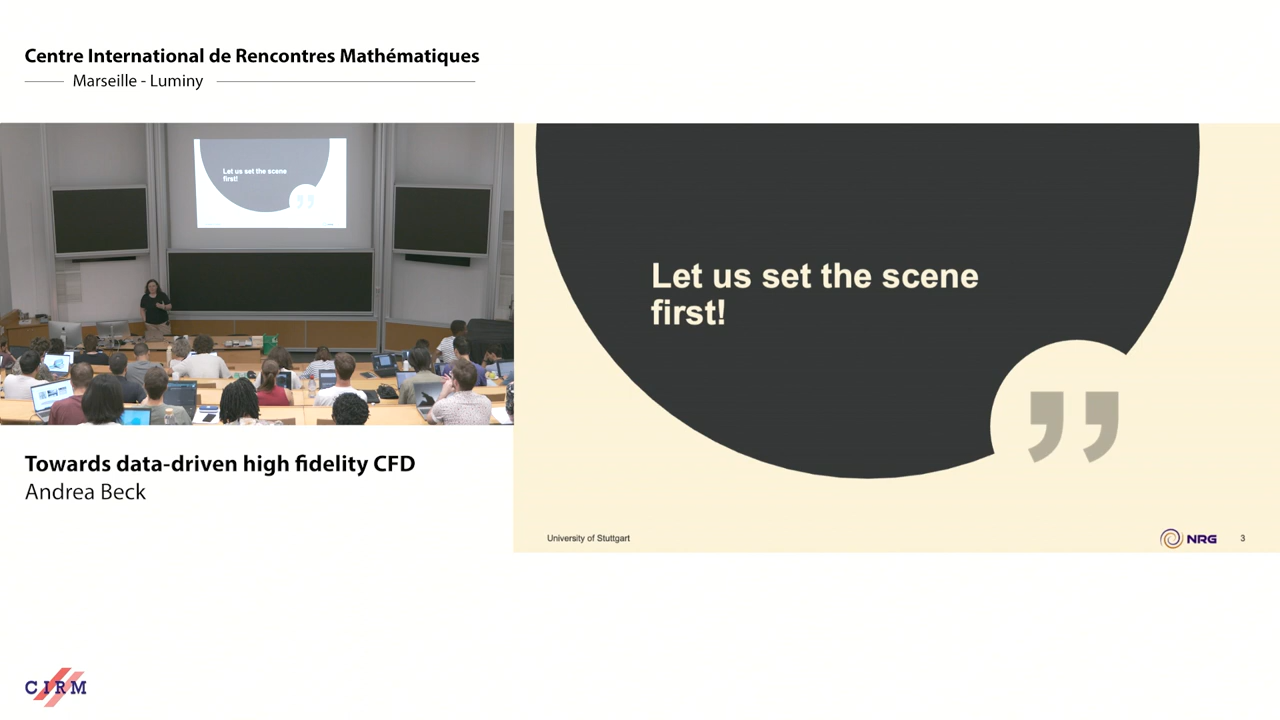 Centre International de Rencontres Mathématiques
Marseille - Luminy
Let us set the scene
first!
Towards data-driven high fidelity CFD
Andrea Beck
Let us set the scene
first!
University of Stuttgart
NRG
3
CIRM